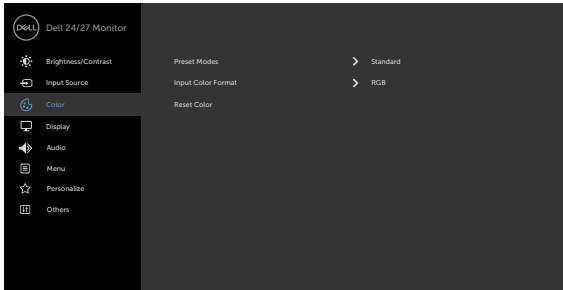 DELL Dell 24/27 Monitor
Brightness/Contrast
Preset Modes Standard
Input Source
Input Color Format RGB
Color
Reset Color
Display
Audio
Menu
Personalize
Others